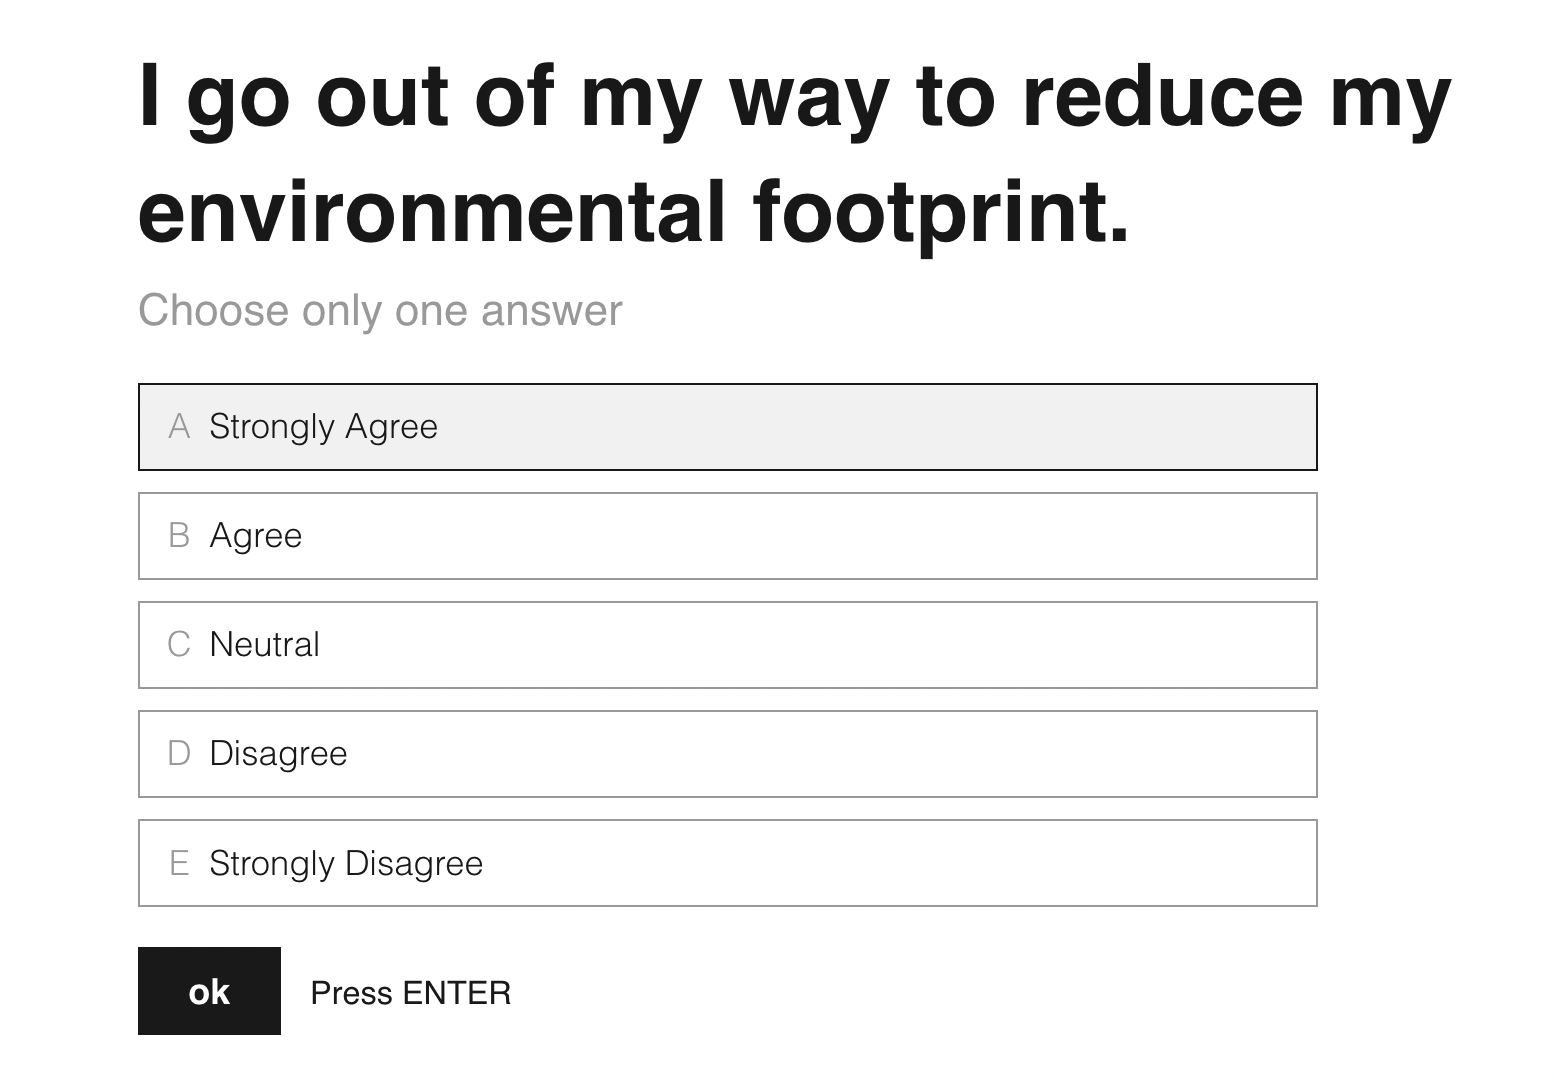 I go out of my way to reduce my
environmental footprint.
Choose only one answer
A Strongly Agree
B Agree
C Neutral
D Disagree
E Strongly Disagree
ok Press ENTER